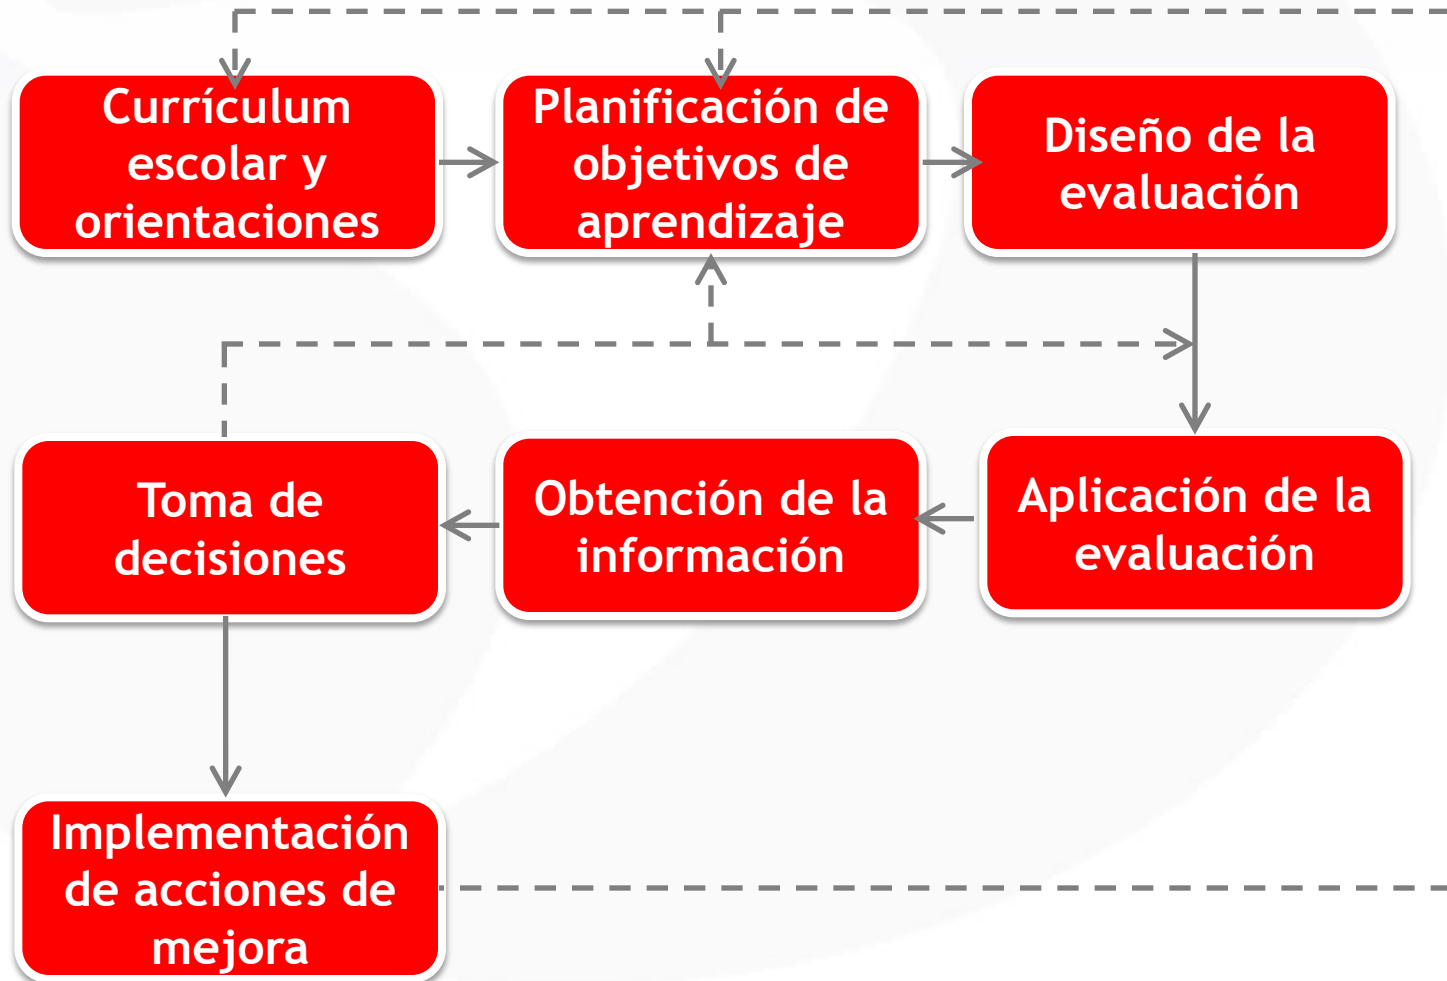 Currículum
escolar y
orientaciones
Planificación de
objetivos de
aprendizaje
Diseño de la
evaluación
Toma de
decisiones
Obtención de la
información
Aplicación de la
evaluación
Implementación
de acciones de
mejora